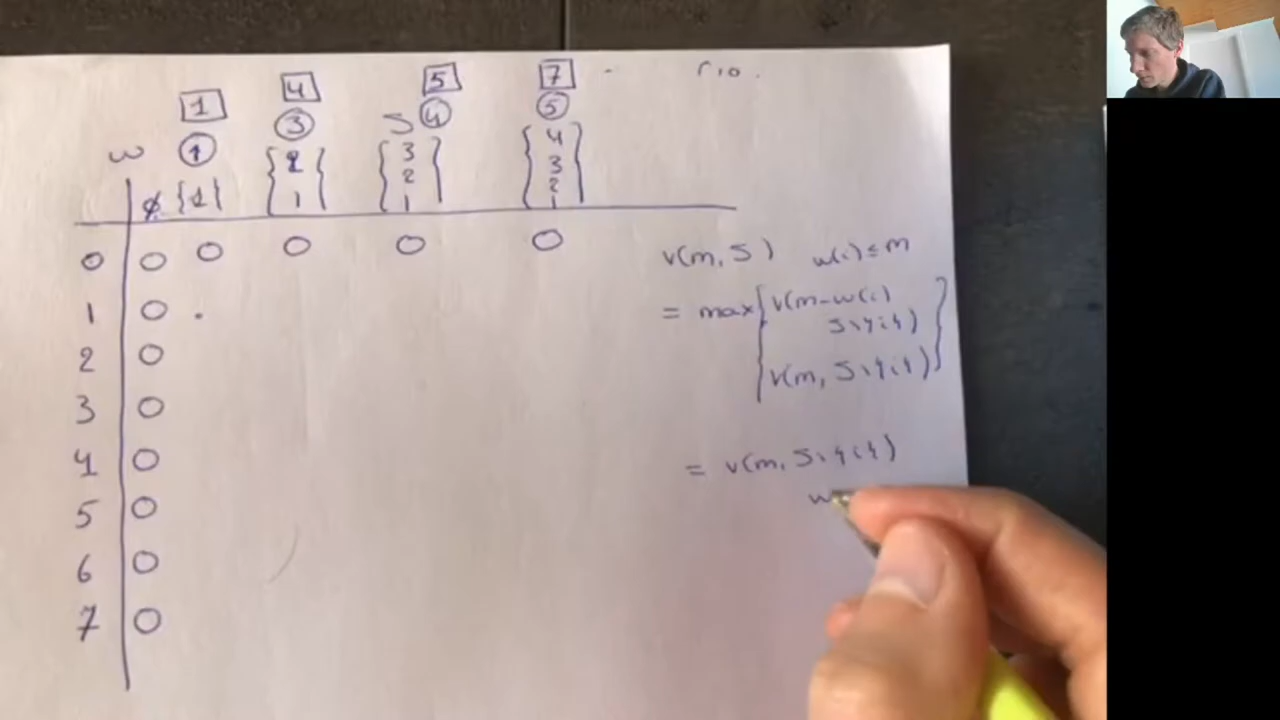 1 4 5 7
1 3 S 4 5
w ∅ {1} {2 1} {3 2 1} {4 3 2 1}
0 0 0 0 0 0
v(m, S) w(i) ≤ m
1 0 .
= max { v(m-w(i)
S\{i})
2 0
v(m, S\{i}) }
3 0
4 0
= v(m, S\{i})
w
5 0
6 0
7 0